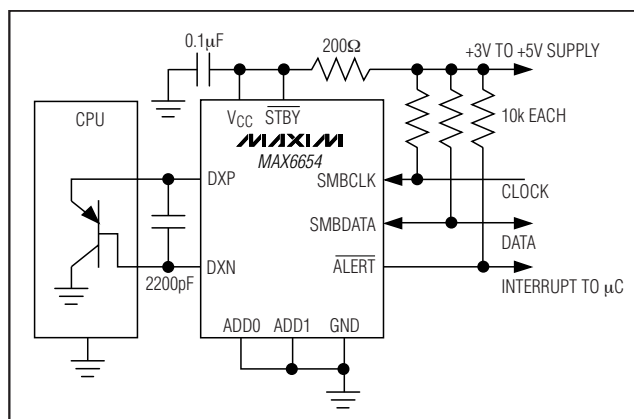 0.1μF
200Ω
+3V TO +5V SUPPLY
CPU
VCC
STBY
10k EACH
MAXIM
MAX6654
DXP
SMBCLK
CLOCK
SMBDATA
DATA
DXN
2200pF
ALERT
INTERRUPT TO μC
ADD0 ADD1 GND